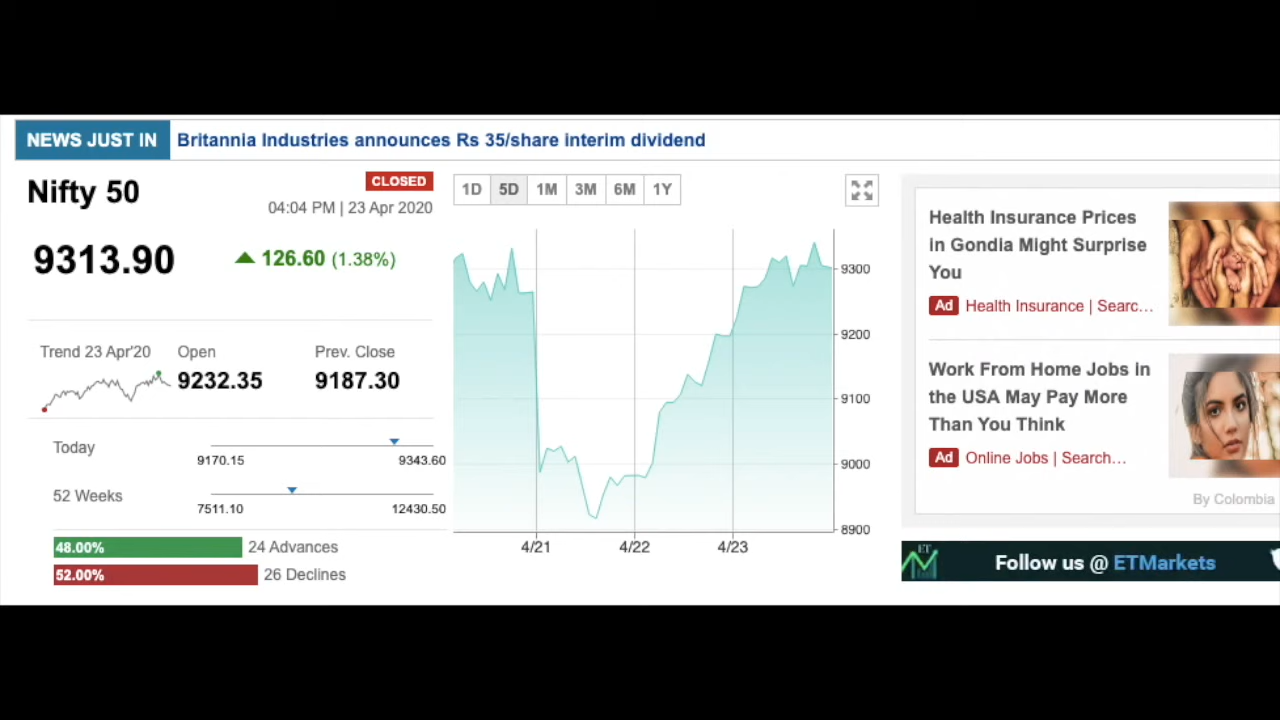 NEWS JUST IN
Britannia Industries announces Rs 35/share interim dividend
Nifty 50
CLOSED
04:04 PM | 23 Apr 2020
9313.90
126.60 (1.38%)
Trend 23 Apr'20
Open
9232.35
Prev. Close
9187.30
Today
9170.15
9343.60
52 Weeks
7511.10
12430.50
48.00%
24 Advances
52.00%
26 Declines
1D
5D
1M
3M
6M
1Y
9300
9200
9100
9000
8900
4/21
4/22
4/23
Health Insurance Prices
in Gondia Might Surprise
You
Ad Health Insurance | Searc...
Work From Home Jobs in
the USA May Pay More
Than You Think
Ad Online Jobs | Search...
By Colombia
ET
Follow us @ ETMarkets